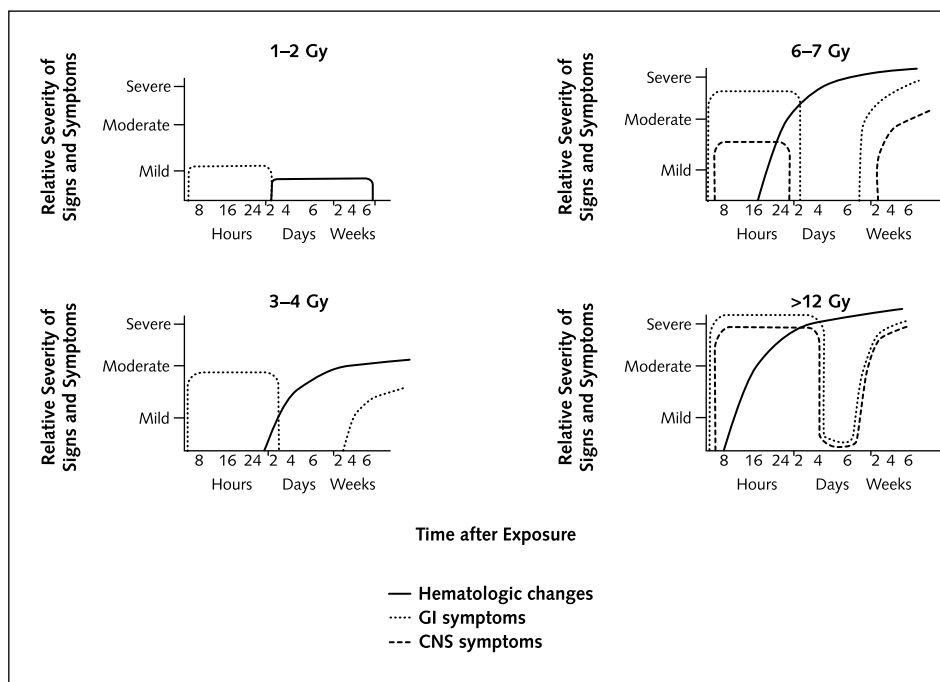 1–2 Gy
Relative Severity of
Signs and Symptoms
Severe
Moderate
Mild
8 16 24 2 4 6 2 4 6
Hours Days Weeks
6–7 Gy
Relative Severity of
Signs and Symptoms
Severe
Moderate
Mild
8 16 24 2 4 6 2 4 6
Hours Days Weeks
3–4 Gy
Relative Severity of
Signs and Symptoms
Severe
Moderate
Mild
8 16 24 2 4 6 2 4 6
Hours Days Weeks
>12 Gy
Relative Severity of
Signs and Symptoms
Severe
Moderate
Mild
8 16 24 2 4 6 2 4 6
Hours Days Weeks
Time after Exposure
Hematologic changes
GI symptoms
CNS symptoms